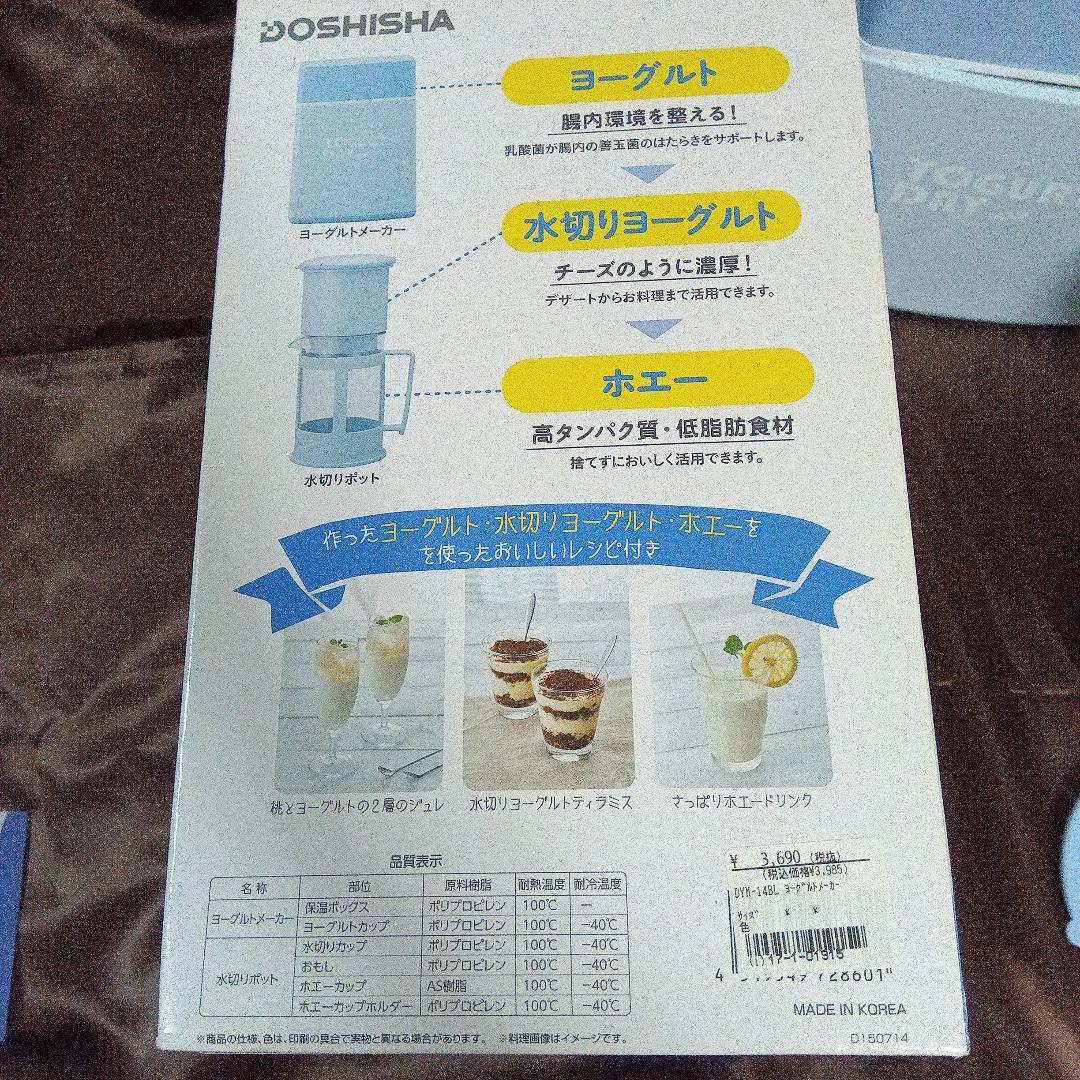 DOSHISHA
ヨーグルト
腸内環境を整える！
乳酸菌が腸内の善玉菌のはたらきをサポートします。
ヨーグルトメーカー
水切りヨーグルト
チーズのように濃厚！
デザートからお料理まで活用できます。
ホエー
高タンパク質・低脂肪食材
捨てずにおいしく活用できます。
水切りポット
作ったヨーグルト・水切りヨーグルト・ホエーを
を使ったおいしいレシピ付き
桃とヨーグルトの2層のジュレ
水切りヨーグルトティラミス
さっぱりホエードリンク
品質表示
名称 部位 原料樹脂 耐熱温度 耐冷温度
ヨーグルトメーカー 保温ボックス ポリプロピレン 100℃ −
ヨーグルトカップ ポリプロピレン 100℃ −40℃
水切りポット 水切りカップ ポリプロピレン 100℃ −40℃
おもし ポリプロピレン 100℃ −40℃
ホエーカップ AS樹脂 100℃ −40℃
ホエーカップホルダー ポリプロピレン 100℃ −40℃
¥ 3,690 (税抜)
(税込価格¥3,985)
DYM-14BL ヨーグルトメーカー
サイズ * *
色
(1)17-1-01915
728601"
MADE IN KOREA
※商品の仕様、色は、印刷の具合で実物と異なる場合があります。 ※料理画像はイメージです。
D150714
YOGUR